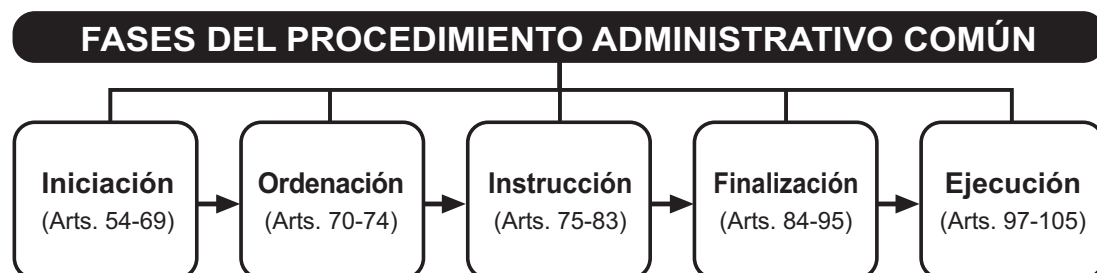 FASES DEL PROCEDIMIENTO ADMINISTRATIVO COMÚN
Iniciación
(Arts. 54-69)
Ordenación
(Arts. 70-74)
Instrucción
(Arts. 75-83)
Finalización
(Arts. 84-95)
Ejecución
(Arts. 97-105)